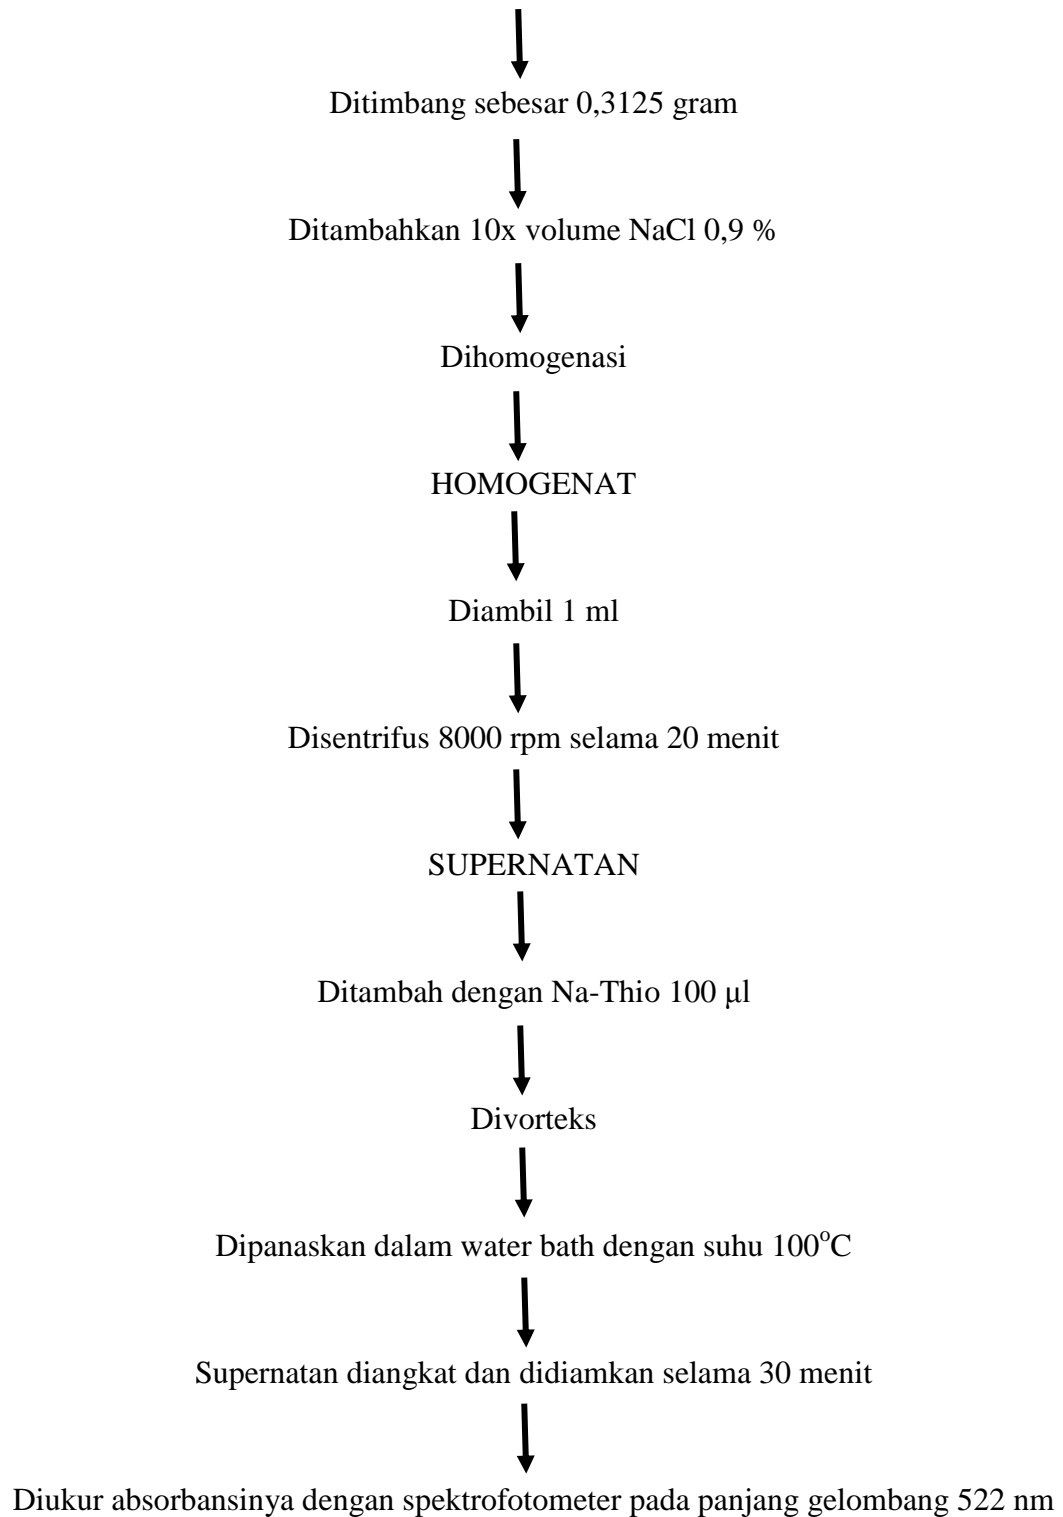 Ditimbang sebesar 0,3125 gram
Ditambahkan 10x volume NaCl 0,9 %
Dihomogenasi
HOMOGENAT
Diambil 1 ml
Disentrifus 8000 rpm selama 20 menit
SUPERNATAN
Ditambah dengan Na-Thio 100 μl
Divorteks
Dipanaskan dalam water bath dengan suhu 100ᵒC
Supernatan diangkat dan didiamkan selama 30 menit
Diukur absorbansinya dengan spektrofotometer pada panjang gelombang 522 nm